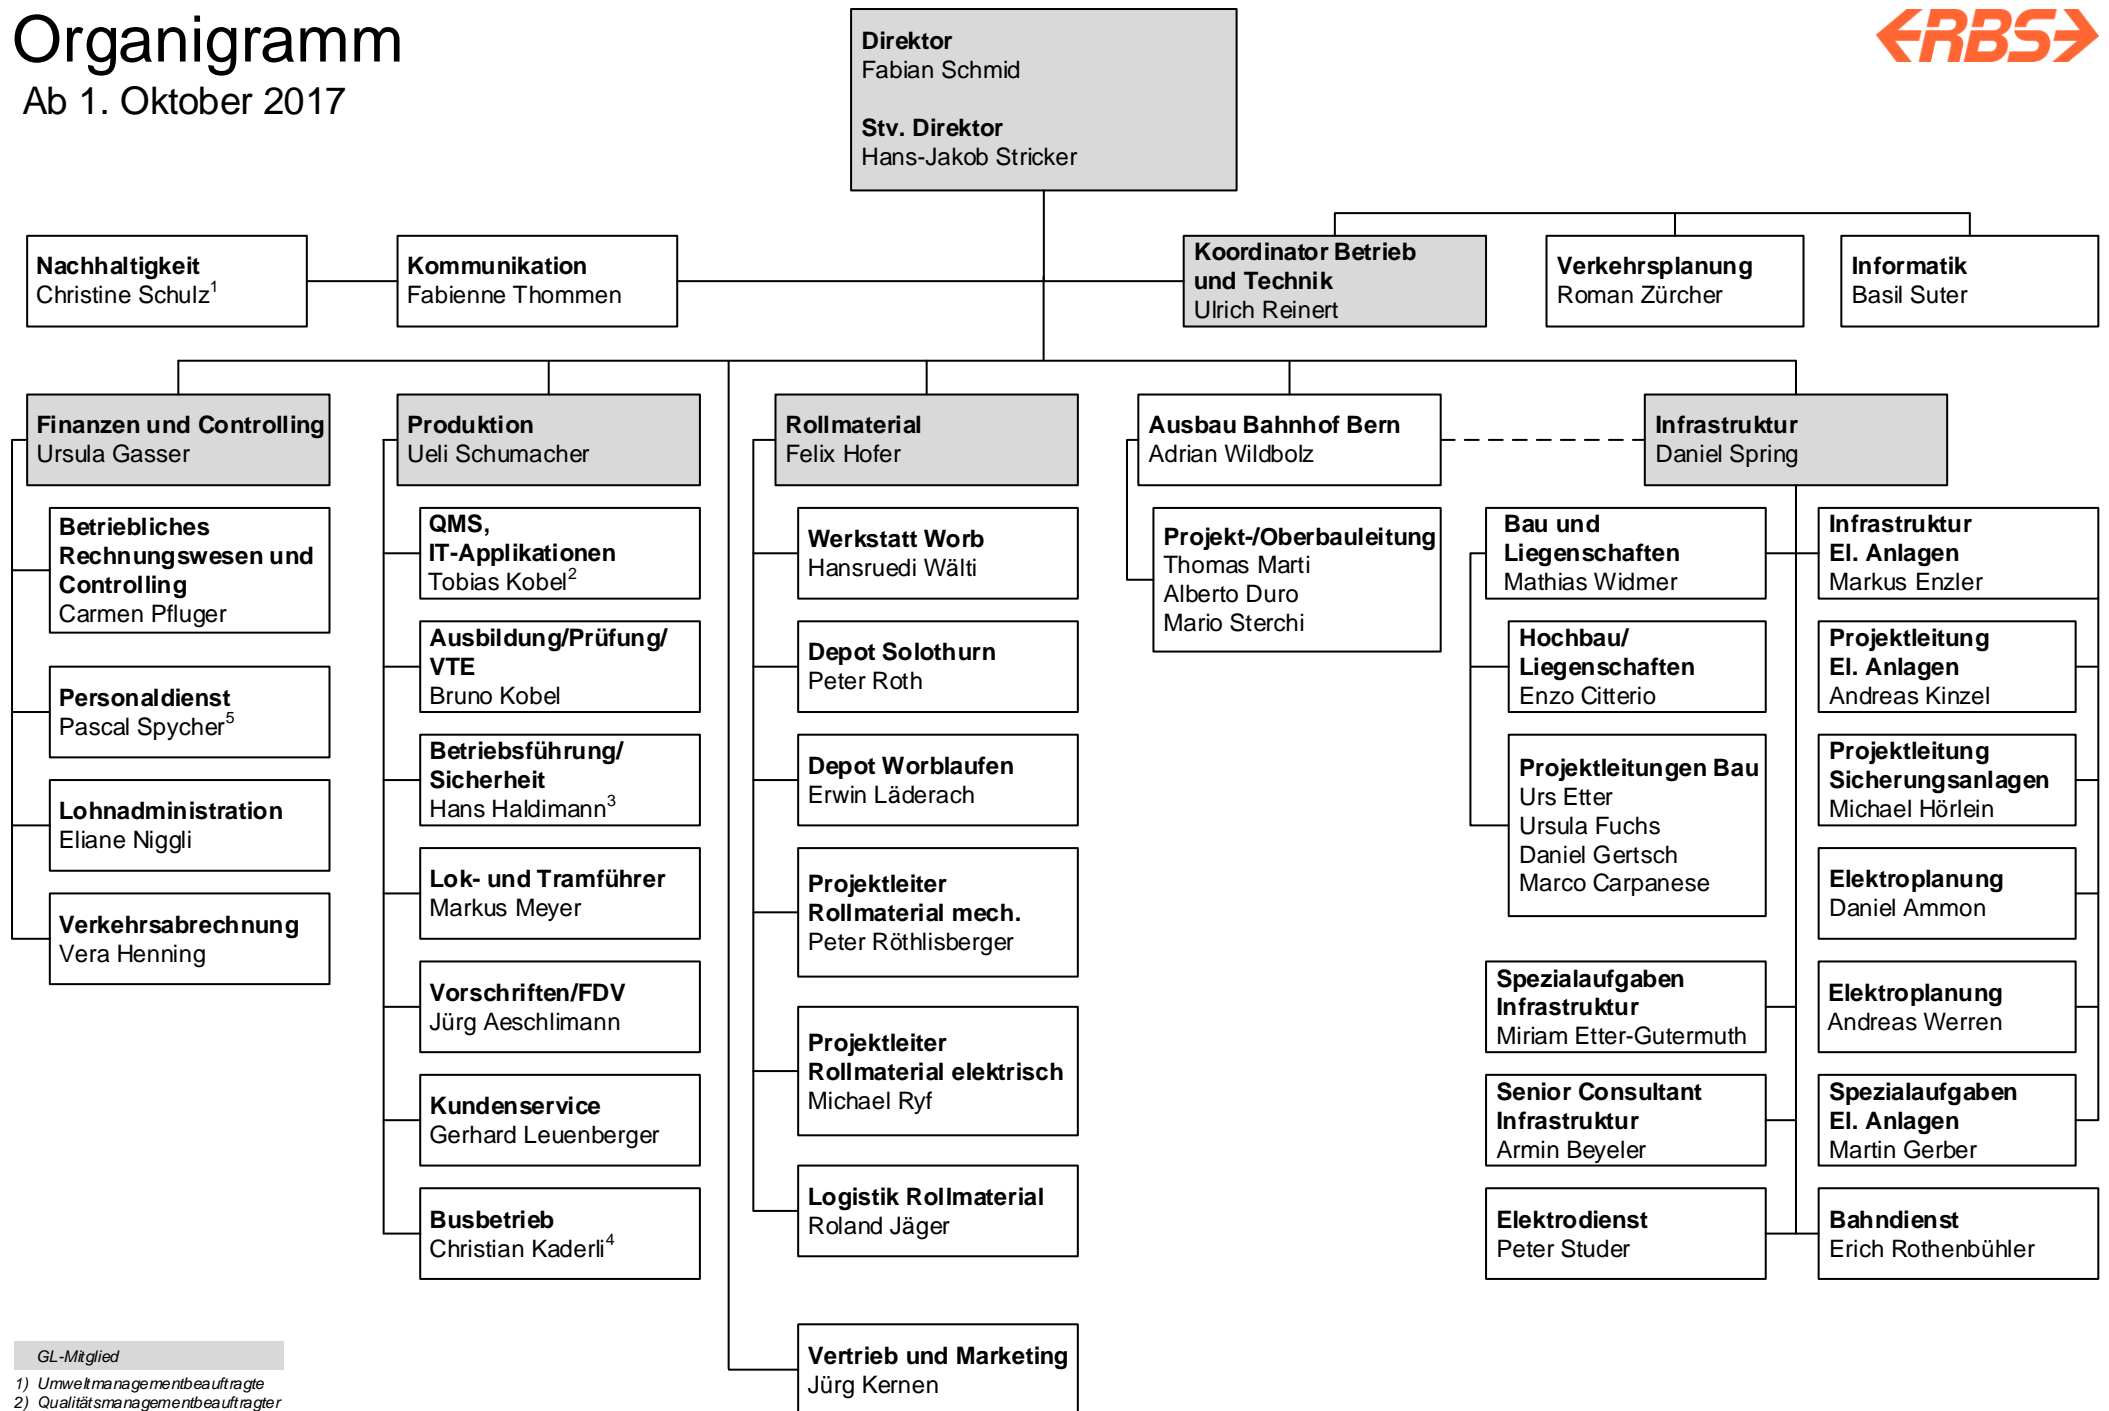 Organigramm
Ab 1. Oktober 2017
Direktor
Fabian Schmid
Stv. Direktor
Hans-Jakob Stricker
RBS
Nachhaltigkeit
Christine Schulz¹
Kommunikation
Fabienne Thommen
Koordinator Betrieb
und Technik
Ulrich Reinert
Verkehrsplanung
Roman Zürcher
Informatik
Basil Suter
Finanzen und Controlling
Ursula Gasser
Betriebliches
Rechnungswesen und
Controlling
Carmen Pfluger
Personaldienst
Pascal Spycher⁵
Lohnadministration
Eliane Niggli
Verkehrsabrechnung
Vera Henning
Produktion
Ueli Schumacher
QMS,
IT-Applikationen
Tobias Kobel²
Ausbildung/Prüfung/
VTE
Bruno Kobel
Betriebsführung/
Sicherheit
Hans Haldimann³
Lok- und Tramführer
Markus Meyer
Vorschriften/FDV
Jürg Aeschlimann
Kundenservice
Gerhard Leuenberger
Busbetrieb
Christian Kaderli⁴
Rollmaterial
Felix Hofer
Werkstatt Worb
Hansruedi Wälti
Depot Solothurn
Peter Roth
Depot Worblaufen
Erwin Läderach
Projektleiter
Rollmaterial mech.
Peter Röthlisberger
Projektleiter
Rollmaterial elektrisch
Michael Ryf
Logistik Rollmaterial
Roland Jäger
Vertrieb und Marketing
Jürg Kernen
Ausbau Bahnhof Bern
Adrian Wildbolz
Projekt-/Oberbauleitung
Thomas Marti
Alberto Duro
Mario Sterchi
Infrastruktur
Daniel Spring
Bau und
Liegenschaften
Mathias Widmer
Hochbau/
Liegenschaften
Enzo Citterio
Projektleitungen Bau
Urs Etter
Ursula Fuchs
Daniel Gertsch
Marco Carpanese
Spezialaufgaben
Infrastruktur
Miriam Etter-Gutermuth
Senior Consultant
Infrastruktur
Armin Beyeler
Elektrodienst
Peter Studer
Infrastruktur
El. Anlagen
Markus Enzler
Projektleitung
El. Anlagen
Andreas Kinzel
Projektleitung
Sicherungsanlagen
Michael Hörlein
Elektroplanung
Daniel Ammon
Elektroplanung
Andreas Werren
Spezialaufgaben
El. Anlagen
Martin Gerber
Bahndienst
Erich Rothenbühler
GL-Mitglied
1) Umweltmanagementbeauftragte
2) Qualitätsmanagementbeauftragter